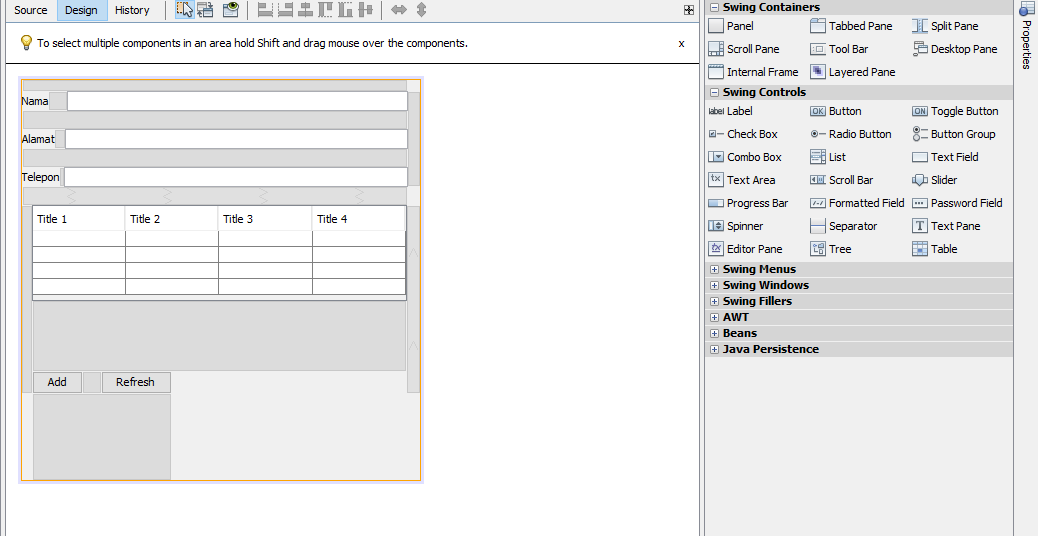 Source Design History
To select multiple components in an area hold Shift and drag mouse over the components. x
Nama
Alamat
Telepon
Title 1 Title 2 Title 3 Title 4
Add Refresh
Swing Containers
Panel Tabbed Pane Split Pane
Scroll Pane Tool Bar Desktop Pane
Internal Frame Layered Pane
Swing Controls
label Label OK Button ON Toggle Button
Check Box Radio Button Button Group
Combo Box List Text Field
tx Text Area Scroll Bar Slider
Progress Bar Formatted Field Password Field
Spinner Separator T Text Pane
Editor Pane Tree Table
Swing Menus
Swing Windows
Swing Fillers
AWT
Beans
Java Persistence
Properties